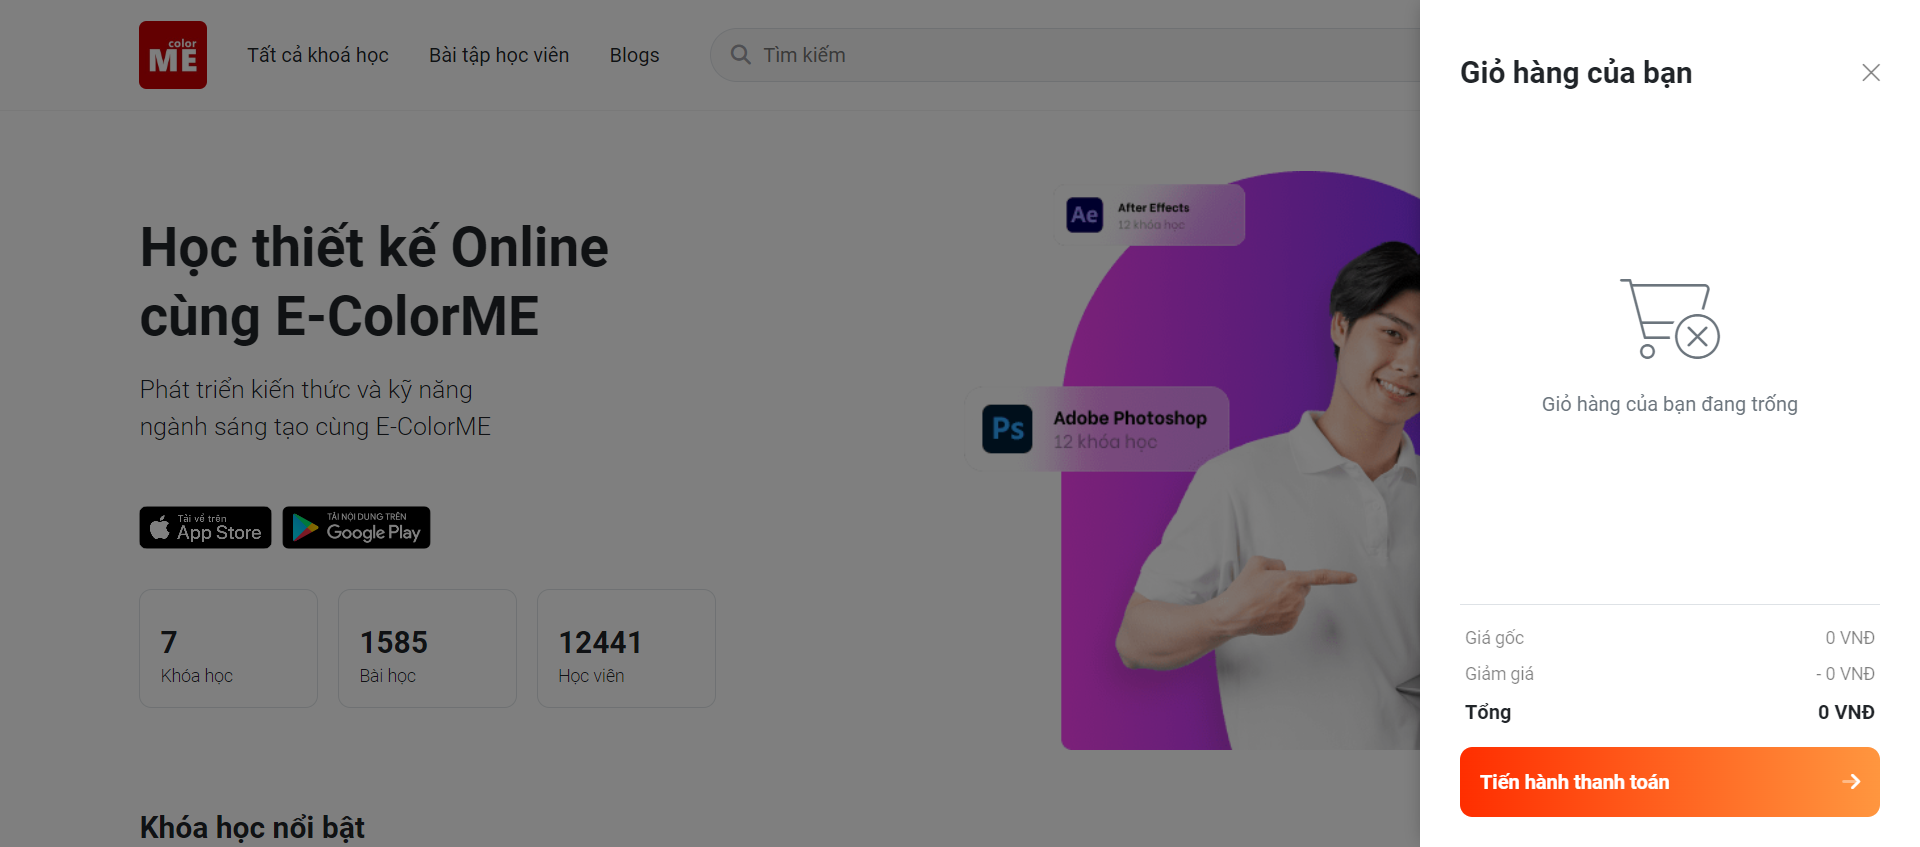 color
ME
Tất cả khoá học
Bài tập học viên
Blogs
Tìm kiếm
Học thiết kế Online
cùng E-ColorME
Phát triển kiến thức và kỹ năng
ngành sáng tạo cùng E-ColorME
Tải về trên
App Store
TẢI NỘI DUNG TRÊN
Google Play
7
Khóa học
1585
Bài học
12441
Học viên
Ae
After Effects
12 khóa học
Ps
Adobe Photoshop
12 khóa học
Khóa học nổi bật
Giỏ hàng của bạn
Giỏ hàng của bạn đang trống
Giá gốc 0 VNĐ
Giảm giá - 0 VNĐ
Tổng 0 VNĐ
Tiến hành thanh toán